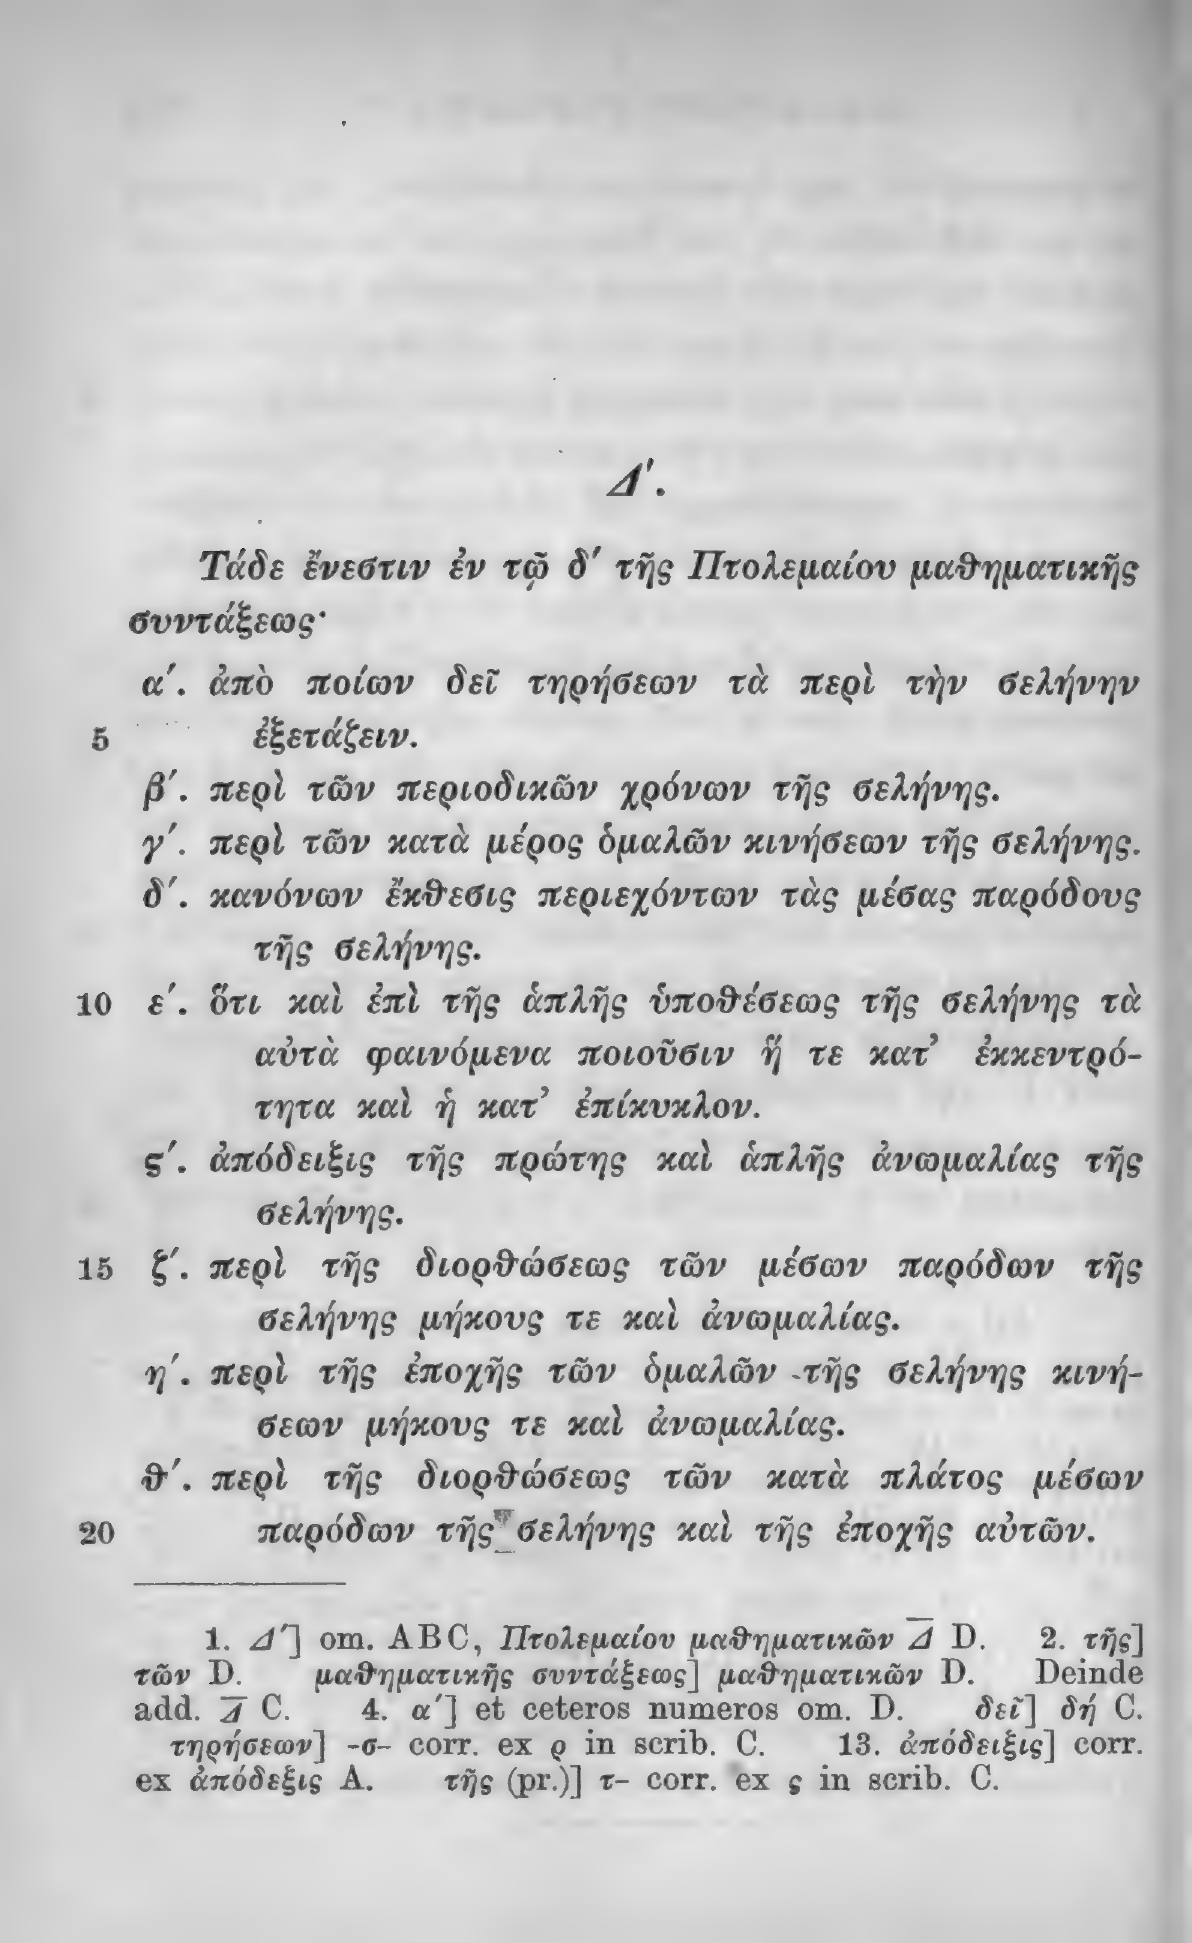 Δ′.
Τάδε ἔνεστιν ἐν τῷ δ′ τῆς Πτολεμαίου μαθηματικῆς
συντάξεως·
α′. ἀπὸ ποίων δεῖ τηρήσεων τὰ περὶ τὴν σελήνην
5 ἐξετάζειν.
β′. περὶ τῶν περιοδικῶν χρόνων τῆς σελήνης.
γ′. περὶ τῶν κατὰ μέρος ὁμαλῶν κινήσεων τῆς σελήνης.
δ′. κανόνων ἔκθεσις περιεχόντων τὰς μέσας παρόδους
τῆς σελήνης.
10 ε′. ὅτι καὶ ἐπὶ τῆς ἁπλῆς ὑποθέσεως τῆς σελήνης τὰ
αὐτὰ φαινόμενα ποιοῦσιν ἥ τε κατ’ ἐκκεντρό-
τητα καὶ ἡ κατ’ ἐπίκυκλον.
ϛ′. ἀπόδειξις τῆς πρώτης καὶ ἁπλῆς ἀνωμαλίας τῆς
σελήνης.
15 ζ′. περὶ τῆς διορθώσεως τῶν μέσων παρόδων τῆς
σελήνης μήκους τε καὶ ἀνωμαλίας.
η′. περὶ τῆς ἐποχῆς τῶν ὁμαλῶν τῆς σελήνης κινή-
σεων μήκους τε καὶ ἀνωμαλίας.
θ′. περὶ τῆς διορθώσεως τῶν κατὰ πλάτος μέσων
20 παρόδων τῆς σελήνης καὶ τῆς ἐποχῆς αὐτῶν.
1. Δ′] om. ABC, Πτολεμαίου μαθηματικῶν Δ̅ D. 2. τῆς]
τῶν D. μαθηματικῆς συντάξεως] μαθηματικῶν D. Deinde
add. Δ̅ C. 4. α′] et ceteros numeros om. D. δεῖ] δή C.
τηρήσεων] -σ- corr. ex ρ in scrib. C. 13. ἀπόδειξις] corr.
ex ἀπόδεξις A. τῆς (pr.)] τ- corr. ex ς in scrib. C.